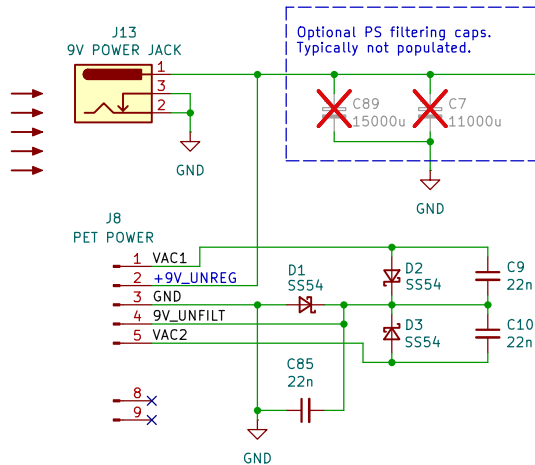 J13
9V POWER JACK
1
3
2
GND
Optional PS filtering caps.
Typically not populated.
C89
15000u
C7
11000u
GND
J8
PET POWER
1 VAC1
2 +9V_UNREG
3 GND
4 9V_UNFILT
5 VAC2
8
9
D1
SS54
D2
SS54
D3
SS54
C9
22n
C10
22n
C85
22n
GND